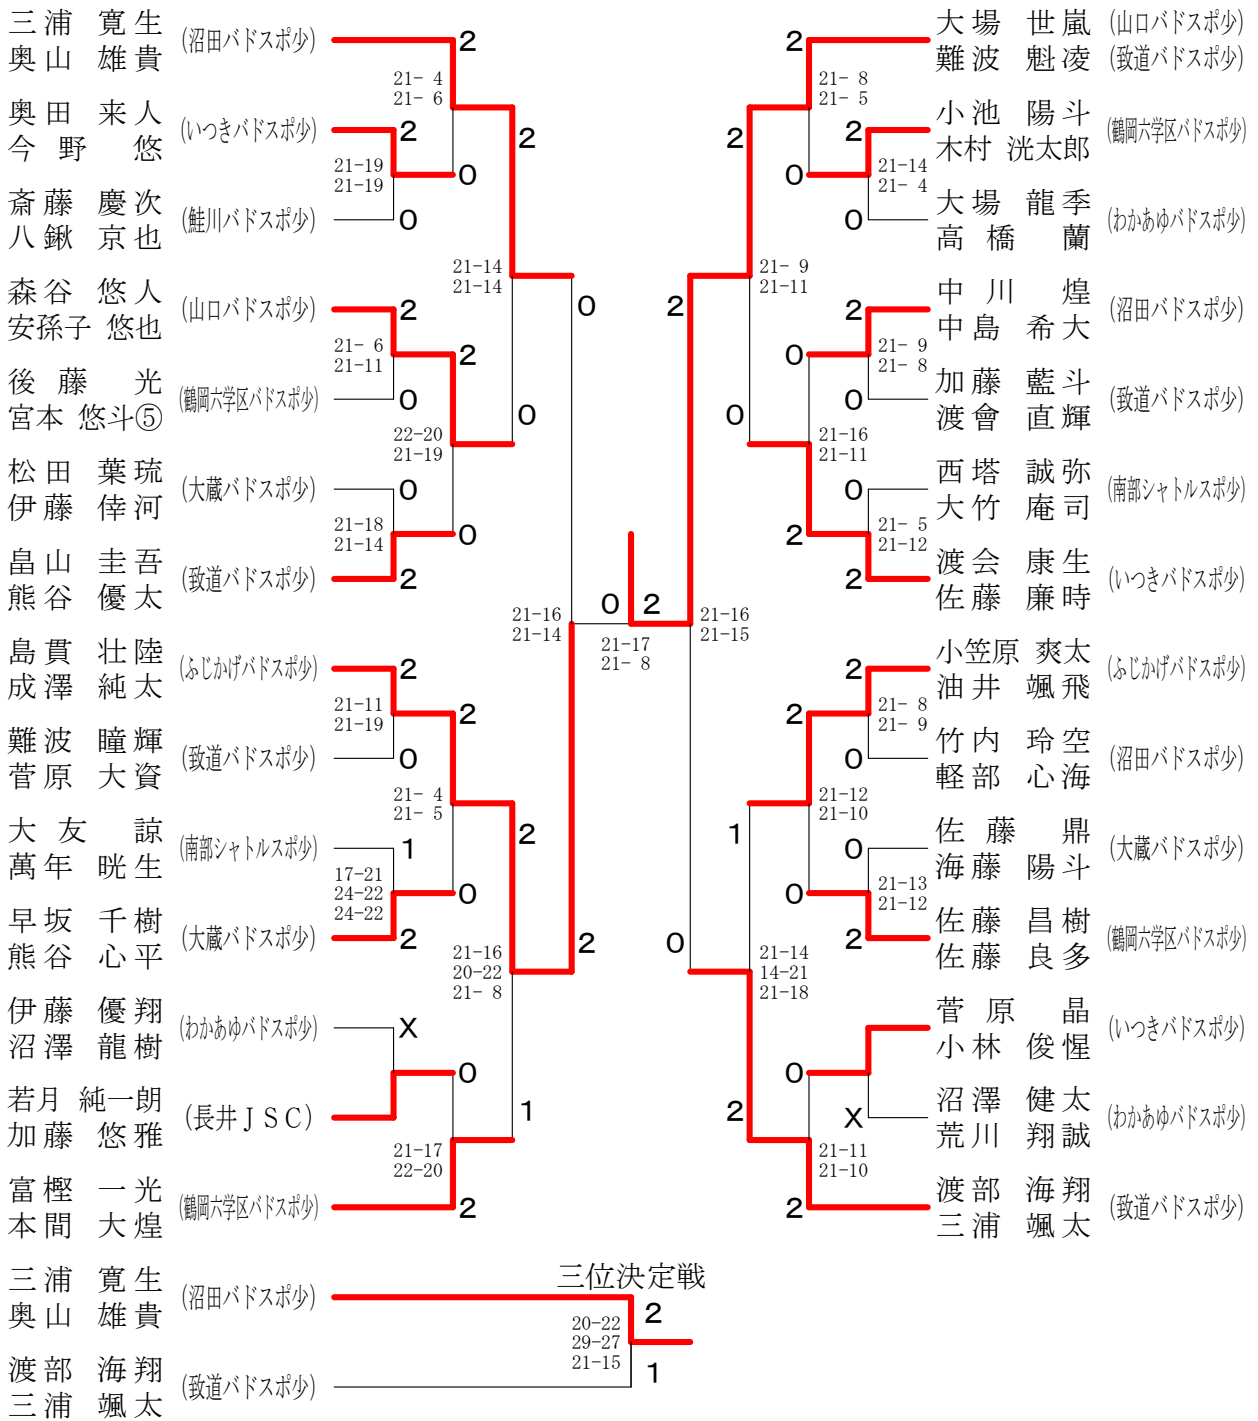 三浦 寛生
奥山 雄貴
(沼田バドスポ少)
2
21- 4
21- 6
奥田 来人
今野 悠
(いつきバドスポ少)
2
21-19
21-19
0
斎藤 慶次
八鍬 京也
(鮭川バドスポ少)
0
2
21-14
21-14
森谷 悠人
安孫子 悠也
(山口バドスポ少)
2
21- 6
21-11
2
後藤 光
宮本 悠斗⑤
(鶴岡六学区バドスポ少)
0
22-20
21-19
0
松田 葉琉
伊藤 倖河
(大蔵バドスポ少)
0
21-18
21-14
0
畠山 圭吾
熊谷 優太
(致道バドスポ少)
2
0
21-16
21-14
島貫 壮陸
成澤 純太
(ふじかげバドスポ少)
2
21-11
21-19
2
難波 瞳輝
菅原 大資
(致道バドスポ少)
0
21- 4
21- 5
2
大友 諒
萬年 晄生
(南部シャトルスポ少)
1
17-21
24-22
24-22
0
早坂 千樹
熊谷 心平
(大蔵バドスポ少)
2
21-16
20-22
21- 8
2
伊藤 優翔
沼澤 龍樹
(わかあゆバドスポ少)
X
0
若月 純一朗
加藤 悠雅
(長井ＪＳＣ)
21-17
22-20
1
富樫 一光
本間 大煌
(鶴岡六学区バドスポ少)
2
0
2
21-17
21- 8
大場 世嵐
(山口バドスポ少)
難波 魁凌
(致道バドスポ少)
2
21- 8
21- 5
小池 陽斗
木村 洸太郎
(鶴岡六学区バドスポ少)
2
21-14
21- 4
0
大場 龍季
高橋 蘭
(わかあゆバドスポ少)
0
2
21- 9
21-11
中川 煌
中島 希大
(沼田バドスポ少)
2
21- 9
21- 8
0
加藤 藍斗
渡會 直輝
(致道バドスポ少)
0
21-16
21-11
0
西塔 誠弥
大竹 庵司
(南部シャトルスポ少)
0
21- 5
21-12
2
渡会 康生
佐藤 廉時
(いつきバドスポ少)
2
2
21-16
21-15
小笠原 爽太
油井 颯飛
(ふじかげバドスポ少)
2
21- 8
21- 9
2
竹内 玲空
軽部 心海
(沼田バドスポ少)
0
21-12
21-10
1
佐藤 鼎
海藤 陽斗
(大蔵バドスポ少)
0
21-13
21-12
0
佐藤 昌樹
佐藤 良多
(鶴岡六学区バドスポ少)
2
0
21-14
14-21
21-18
菅原 晶
小林 俊惺
(いつきバドスポ少)
0
沼澤 健太
荒川 翔誠
(わかあゆバドスポ少)
X
2
21-11
21-10
渡部 海翔
三浦 颯太
(致道バドスポ少)
2
三位決定戦
三浦 寛生
奥山 雄貴
(沼田バドスポ少)
2
20-22
29-27
21-15
1
渡部 海翔
三浦 颯太
(致道バドスポ少)